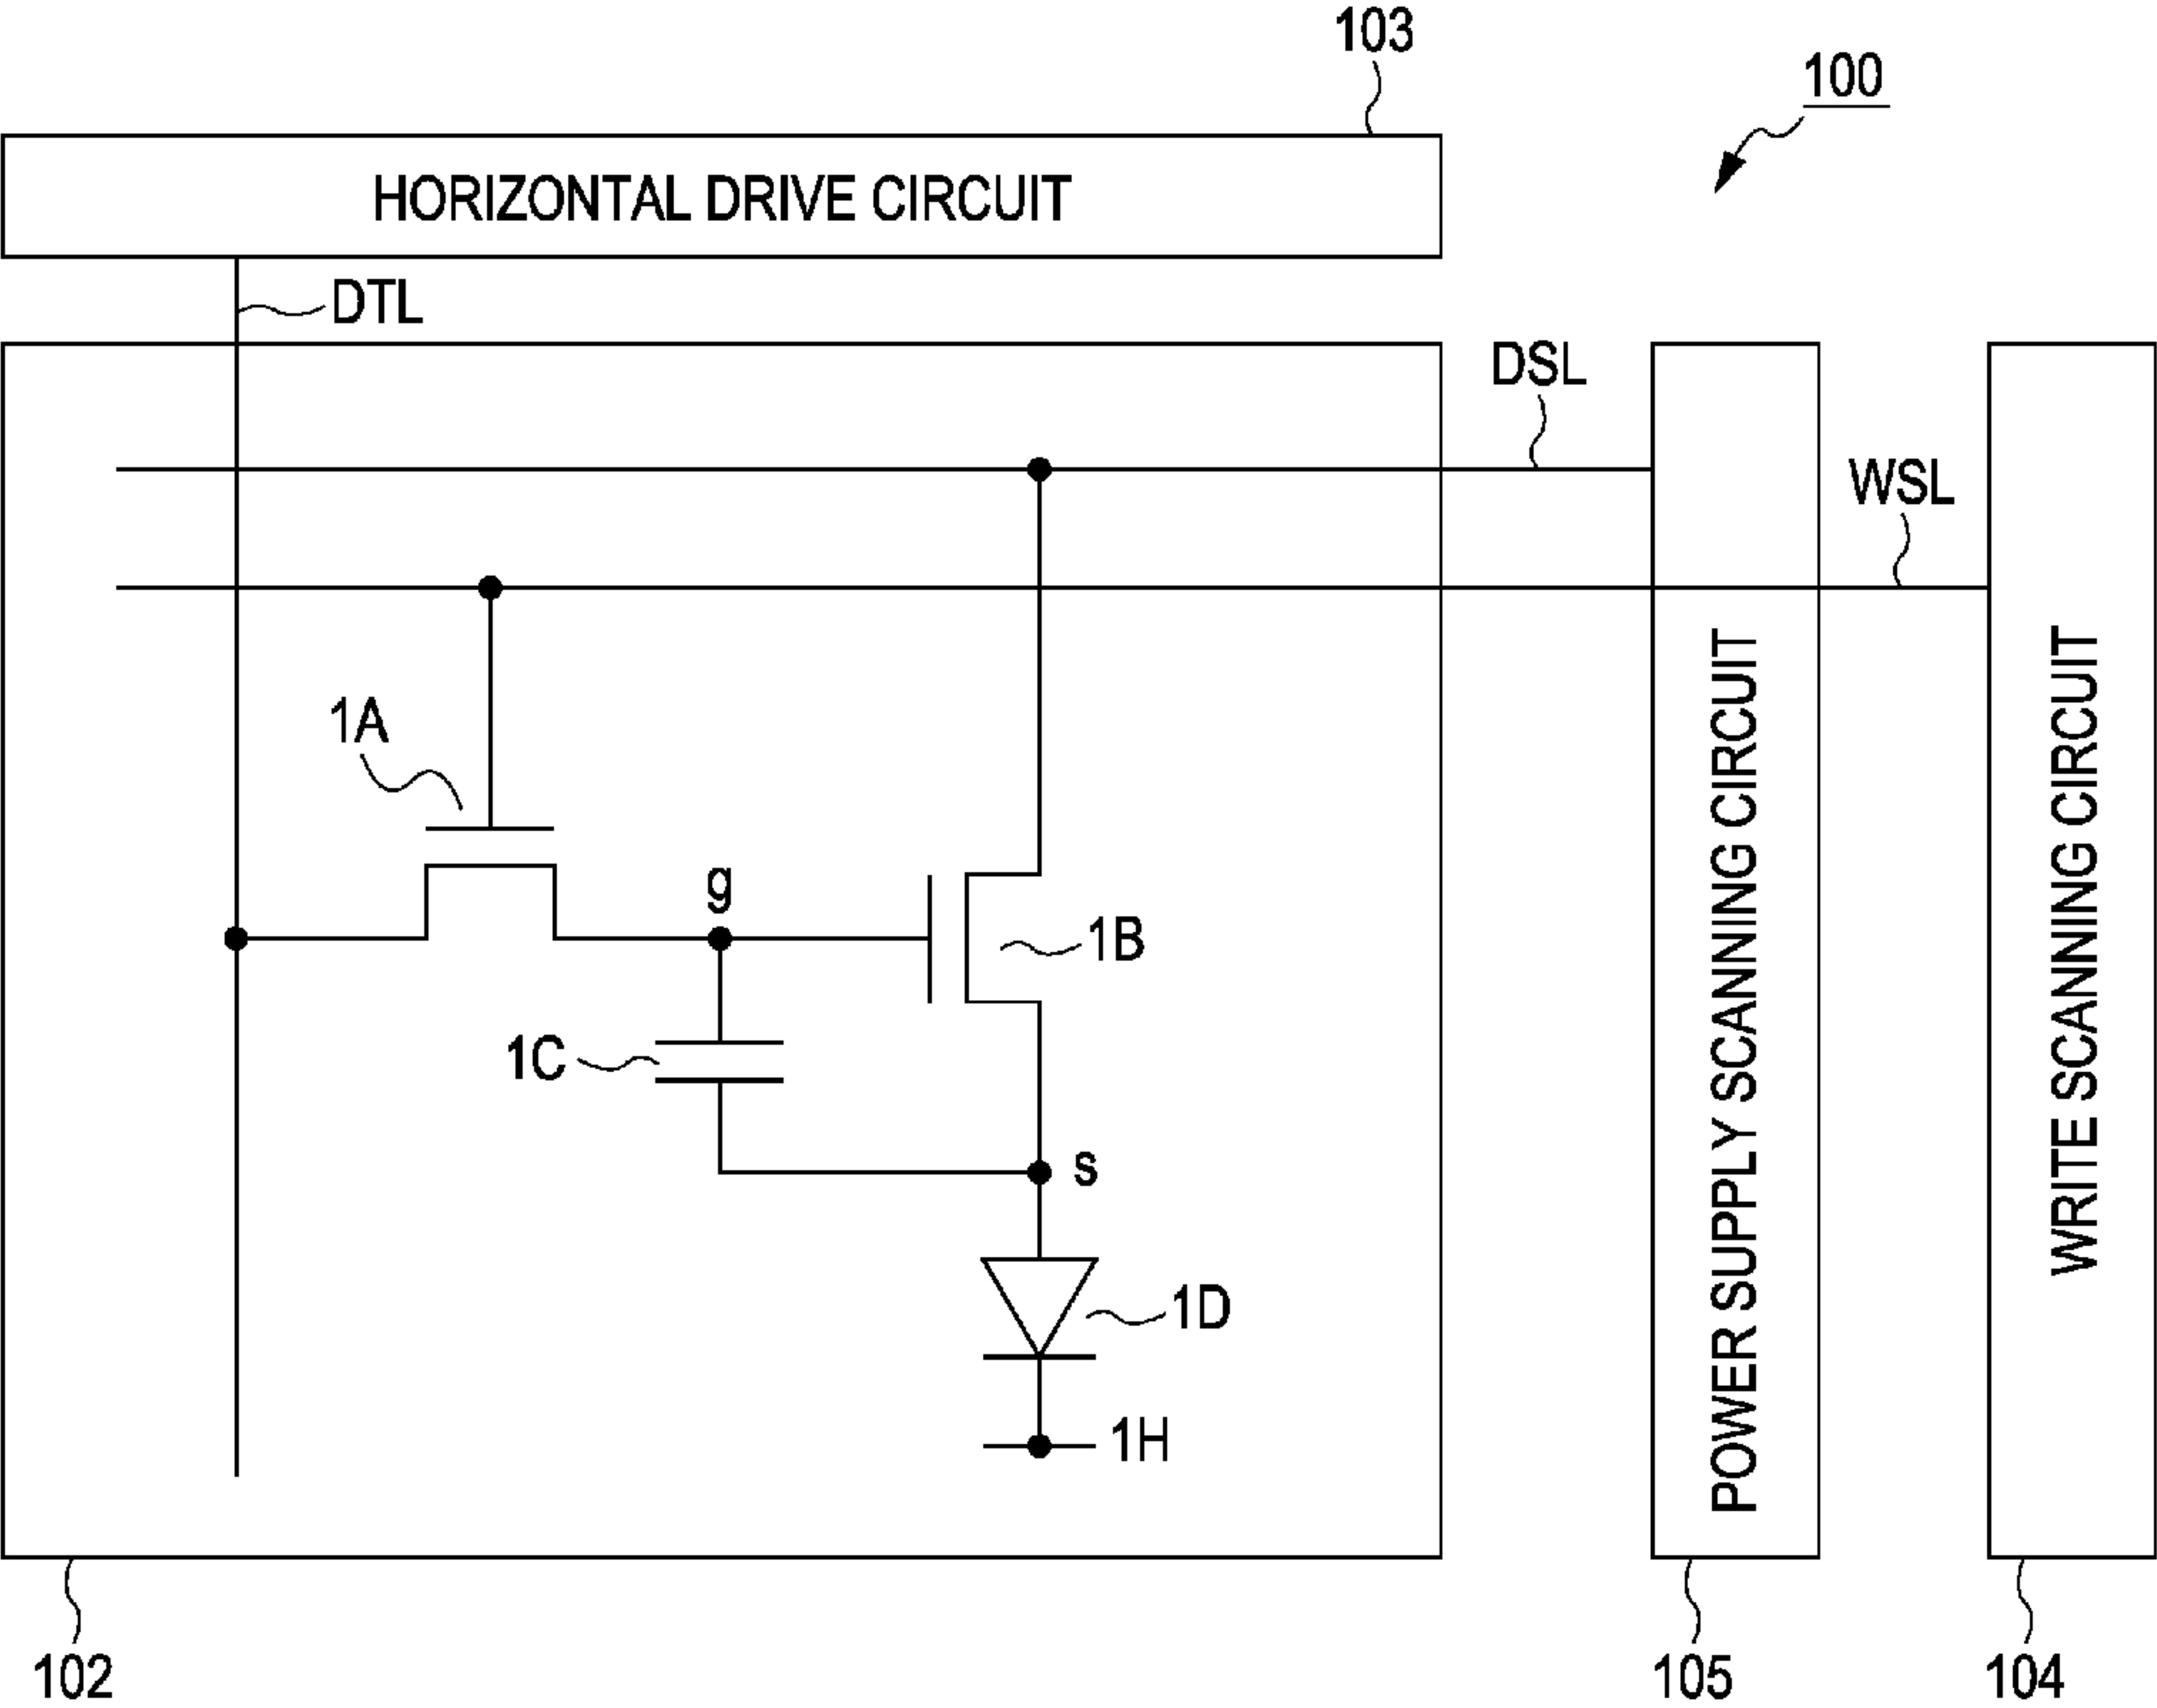 103
100
HORIZONTAL DRIVE CIRCUIT
DTL
DSL
WSL
1A
g
1B
1C
s
1D
1H
POWER SUPPLY SCANNING CIRCUIT
WRITE SCANNING CIRCUIT
102
105
104